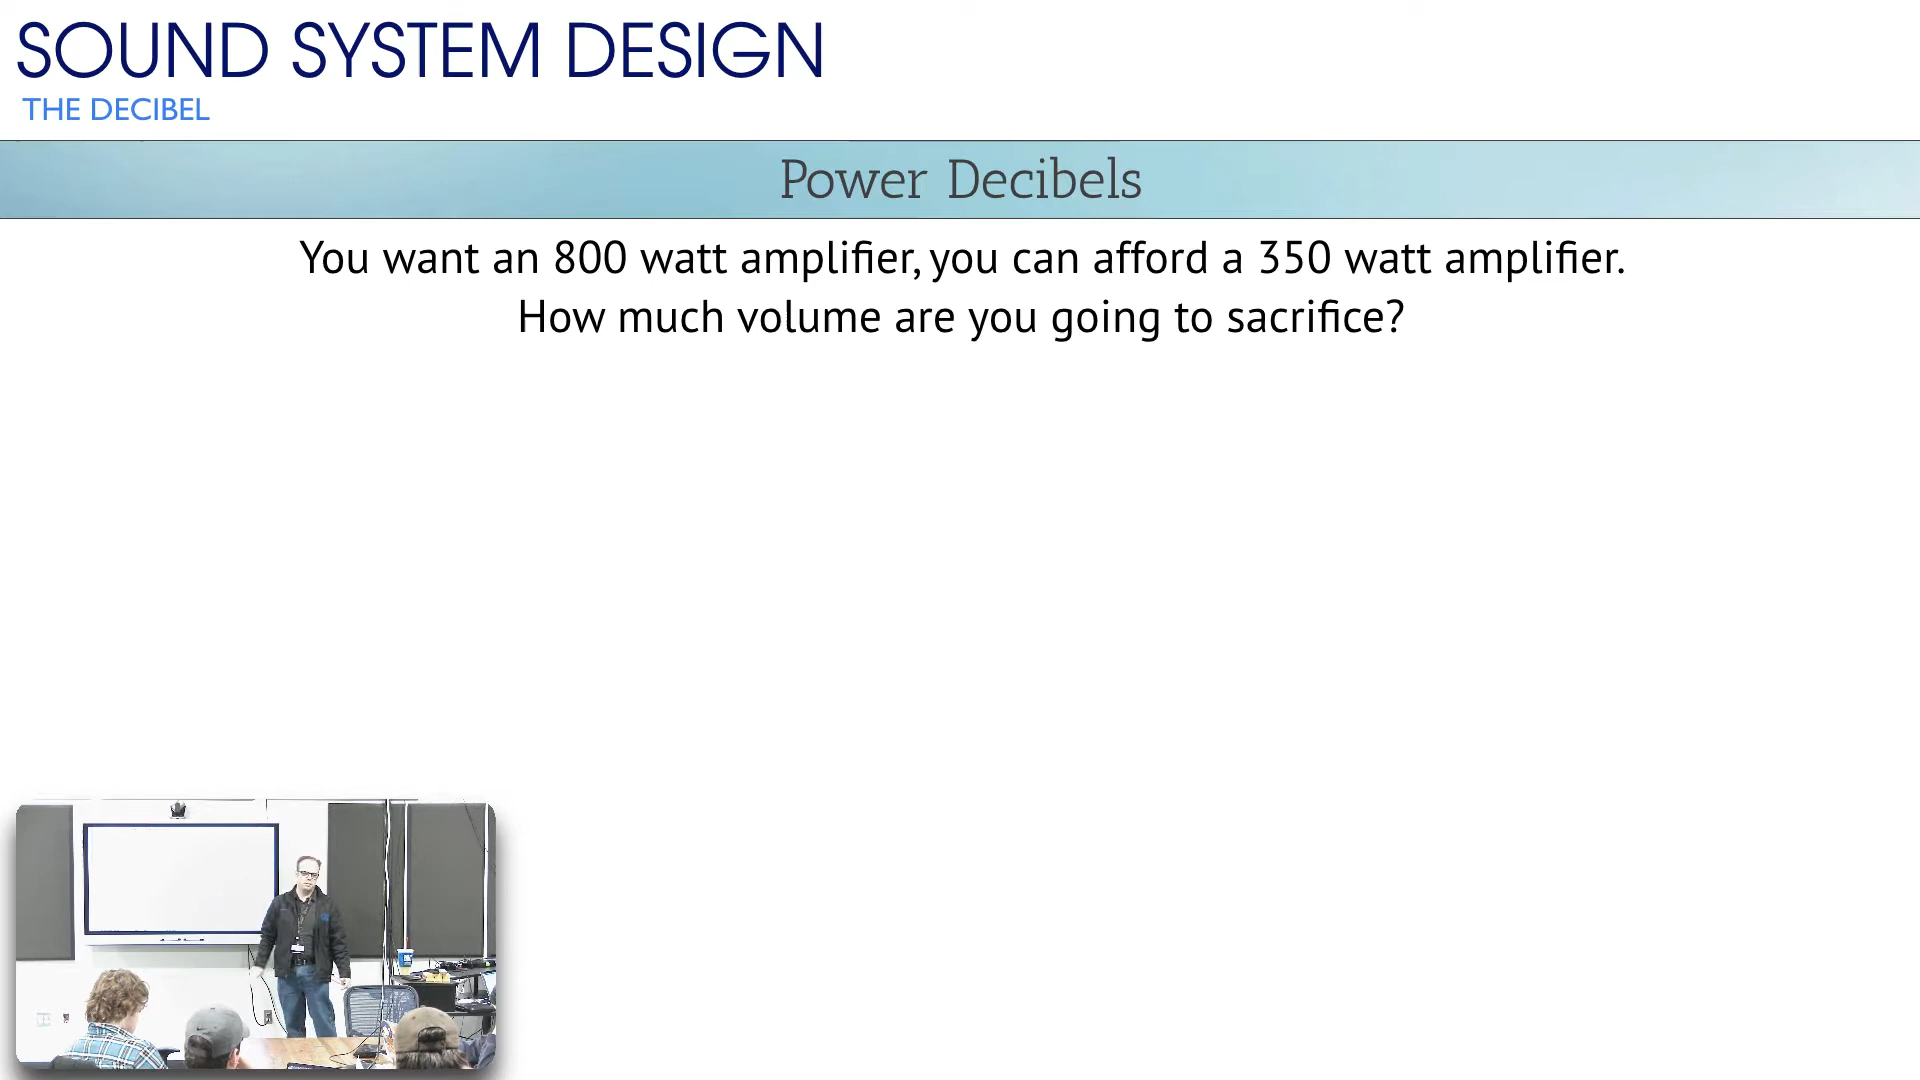 SOUND SYSTEM DESIGN
THE DECIBEL
Power Decibels
You want an 800 watt amplifier, you can afford a 350 watt amplifier.
How much volume are you going to sacrifice?